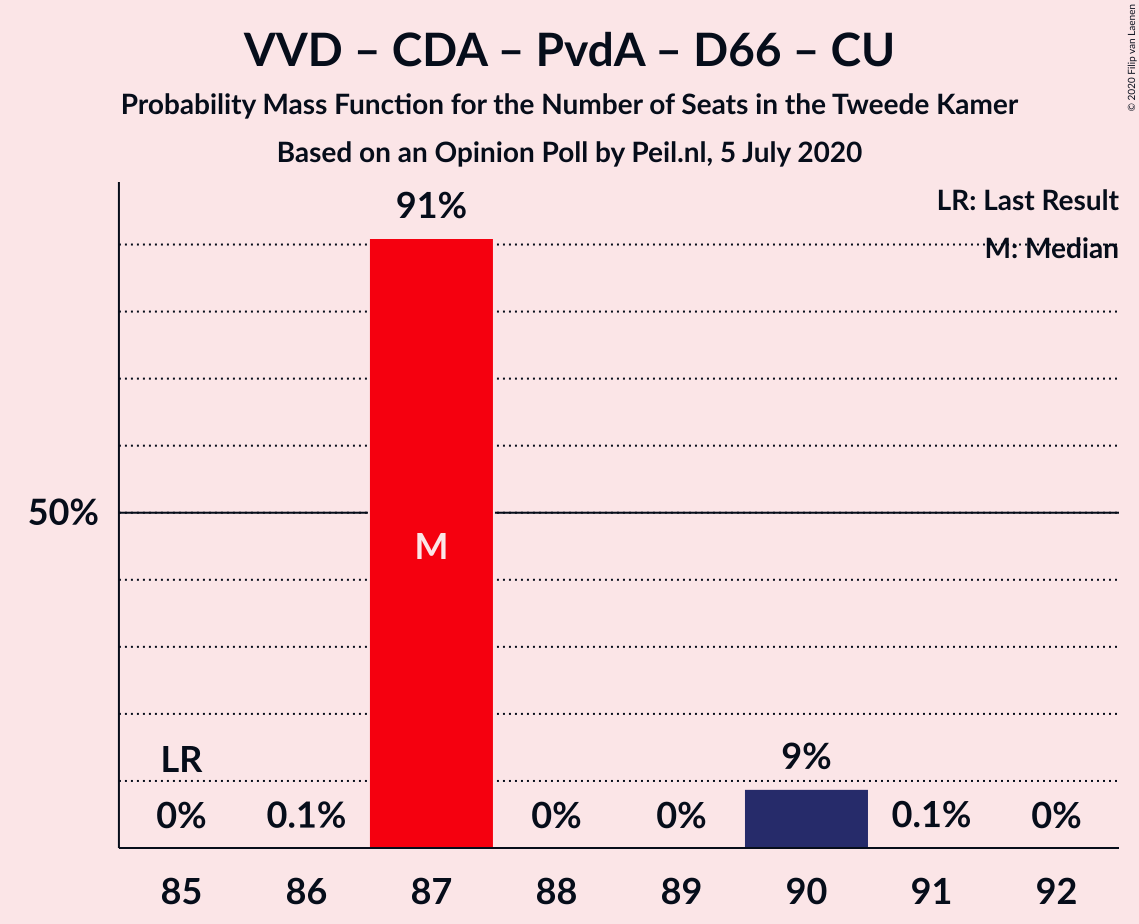 VVD – CDA – PvdA – D66 – CU
Probability Mass Function for the Number of Seats in the Tweede Kamer
Based on an Opinion Poll by Peil.nl, 5 July 2020
© 2020 Filip van Laenen
LR: Last Result
M: Median
91%
50%
M
LR
9%
0% 0.1% 0% 0% 0.1% 0%
85 86 87 88 89 90 91 92